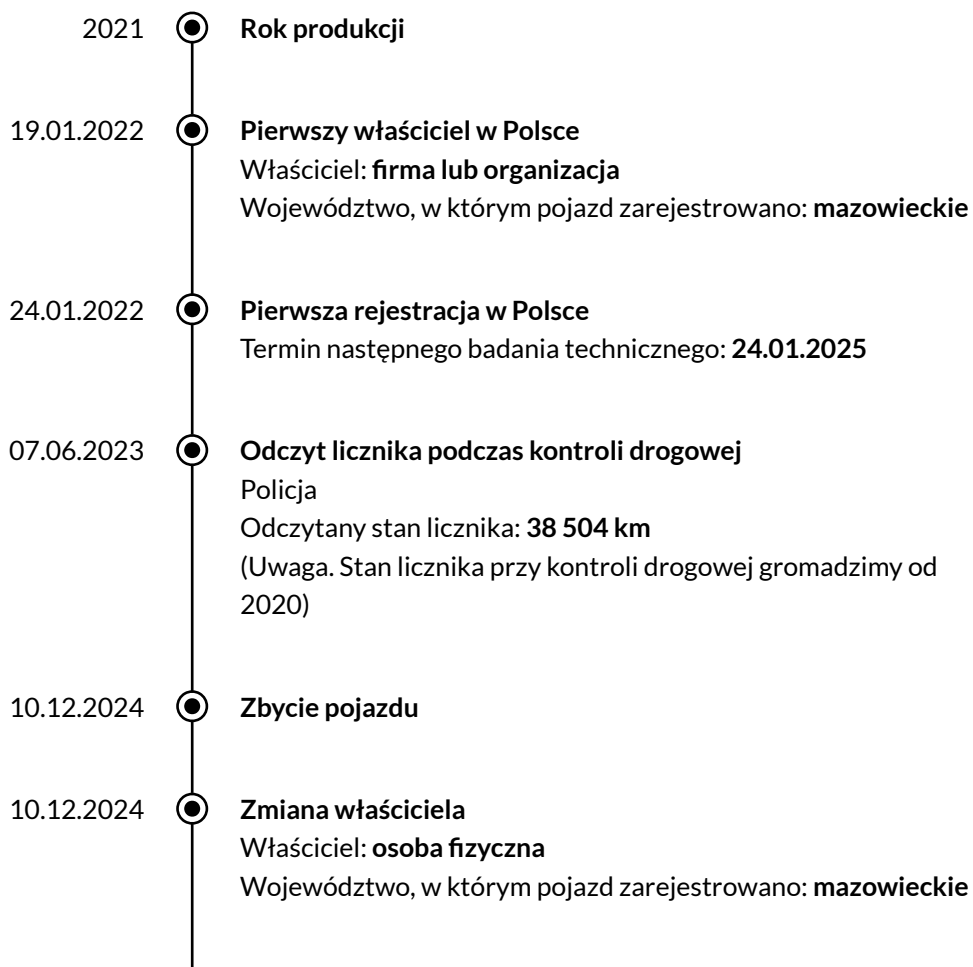 2021
Rok produkcji
19.01.2022
Pierwszy właściciel w Polsce
Właściciel: firma lub organizacja
Województwo, w którym pojazd zarejestrowano: mazowieckie
24.01.2022
Pierwsza rejestracja w Polsce
Termin następnego badania technicznego: 24.01.2025
07.06.2023
Odczyt licznika podczas kontroli drogowej
Policja
Odczytany stan licznika: 38 504 km
(Uwaga. Stan licznika przy kontroli drogowej gromadzimy od
2020)
10.12.2024
Zbycie pojazdu
10.12.2024
Zmiana właściciela
Właściciel: osoba fizyczna
Województwo, w którym pojazd zarejestrowano: mazowieckie